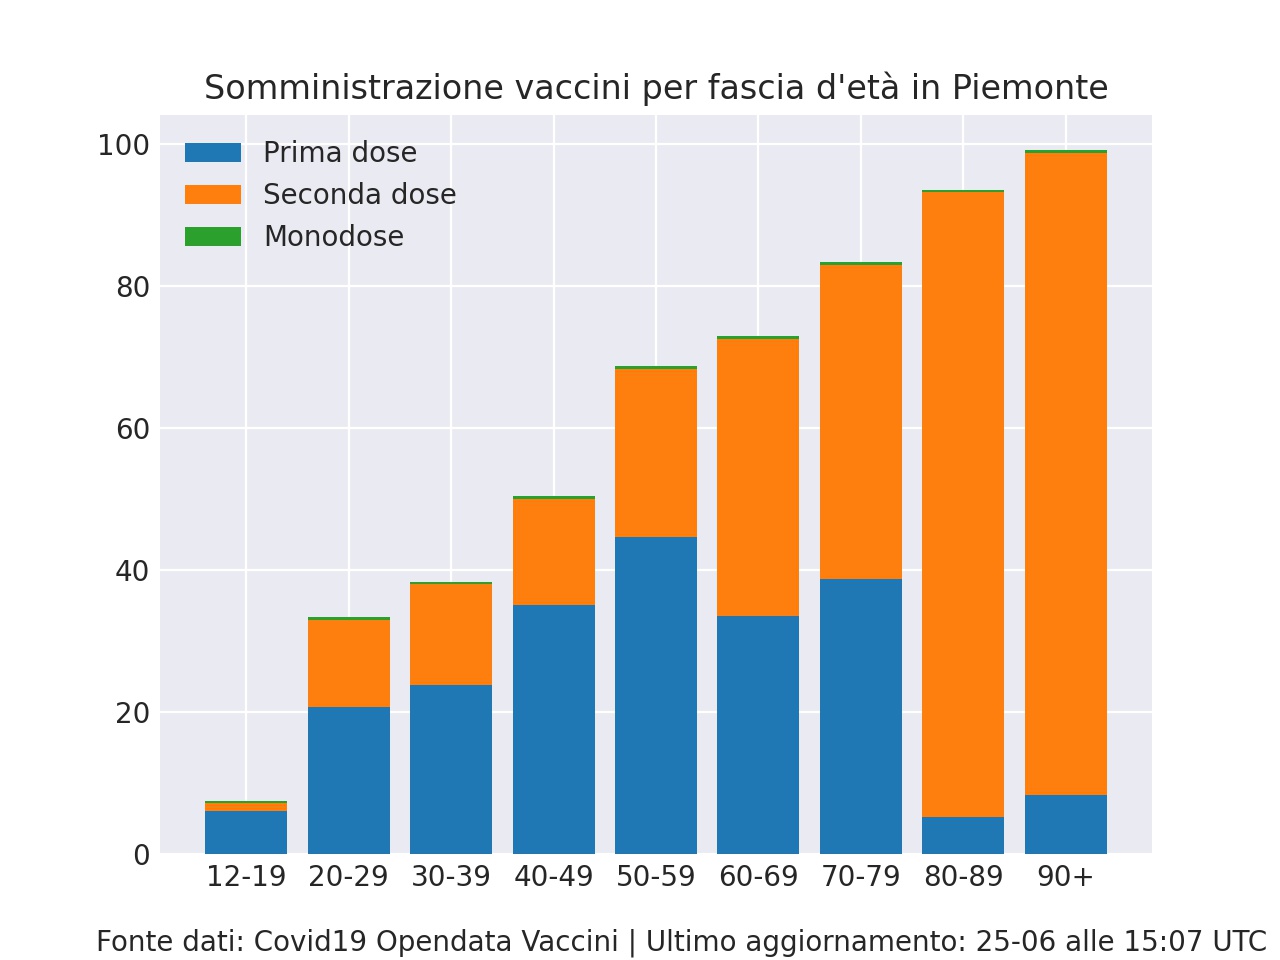 Somministrazione vaccini per fascia d'età in Piemonte
Prima dose
Seconda dose
Monodose
100
80
60
40
20
0
12-19 20-29 30-39 40-49 50-59 60-69 70-79 80-89 90+
Fonte dati: Covid19 Opendata Vaccini | Ultimo aggiornamento: 25-06 alle 15:07 UTC